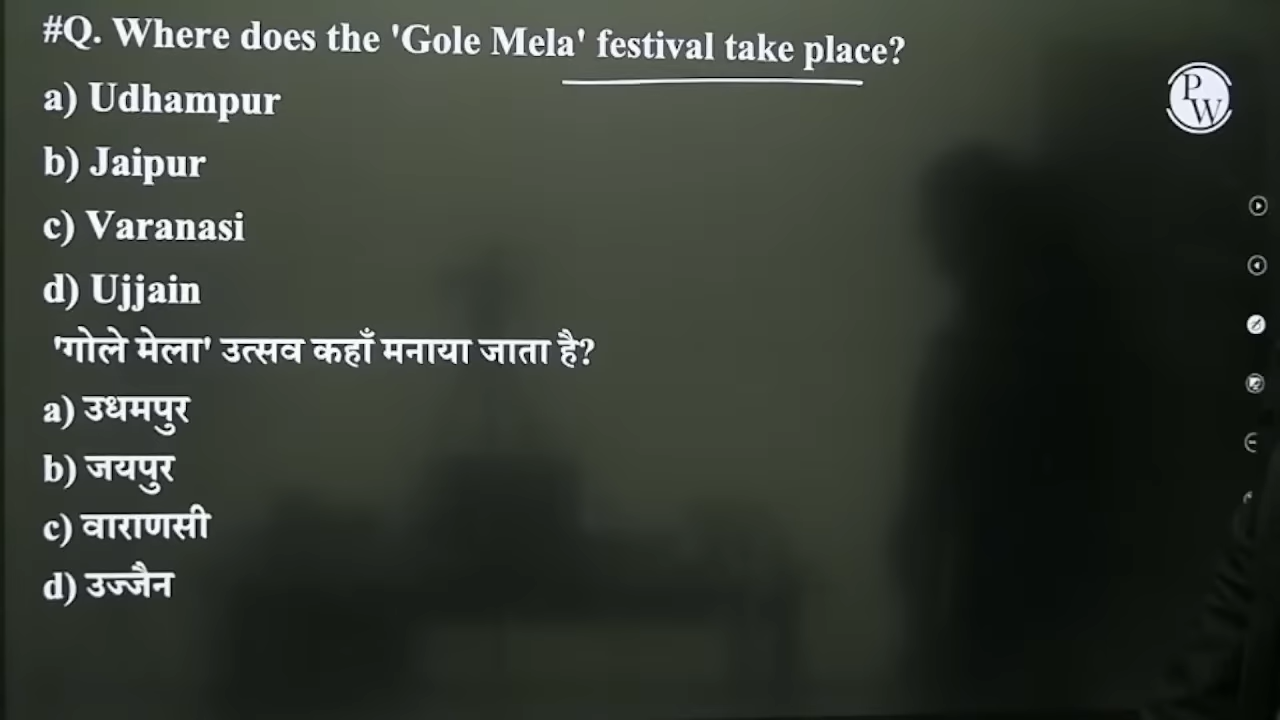 #Q. Where does the 'Gole Mela' festival take place?
a) Udhampur
b) Jaipur
c) Varanasi
d) Ujjain
'गोले मेला' उत्सव कहाँ मनाया जाता है?
a) उधमपुर
b) जयपुर
c) वाराणसी
d) उज्जैन
P
W